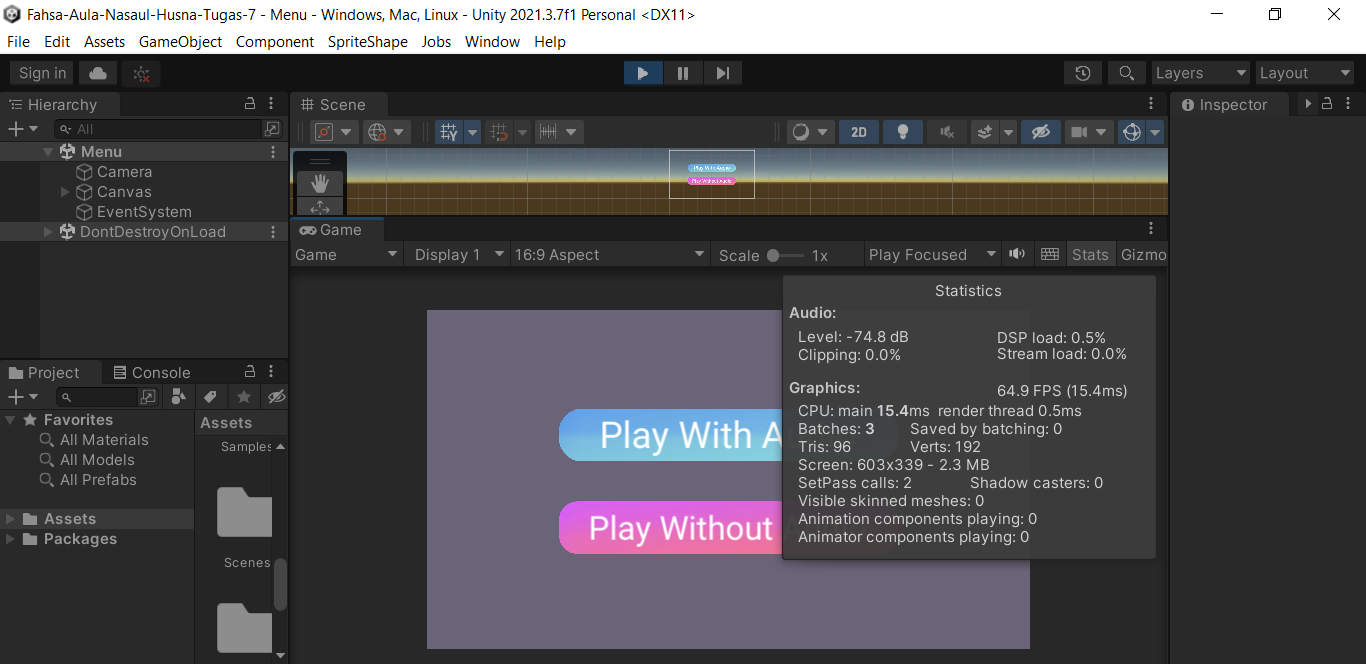 Fahsa-Aula-Nasaul-Husna-Tugas-7 - Menu - Windows, Mac, Linux - Unity 2021.3.7f1 Personal <DX11>
File Edit Assets GameObject Component SpriteShape Jobs Window Help
Sign in Layers Layout
Hierarchy
All
Menu
Camera
Canvas
EventSystem
DontDestroyOnLoad
Scene
2D
Play With Audio
Play Without Audio
Game
Game Display 1 16:9 Aspect Scale 1x Play Focused Stats Gizmo
Play With A
Play Without
Statistics
Audio:
Level: -74.8 dB DSP load: 0.5%
Clipping: 0.0% Stream load: 0.0%
Graphics: 64.9 FPS (15.4ms)
CPU: main 15.4ms render thread 0.5ms
Batches: 3 Saved by batching: 0
Tris: 96 Verts: 192
Screen: 603x339 - 2.3 MB
SetPass calls: 2 Shadow casters: 0
Visible skinned meshes: 0
Animation components playing: 0
Animator components playing: 0
Inspector
Project Console
Favorites
All Materials
All Models
All Prefabs
Assets
Packages
Assets
Samples
Scenes